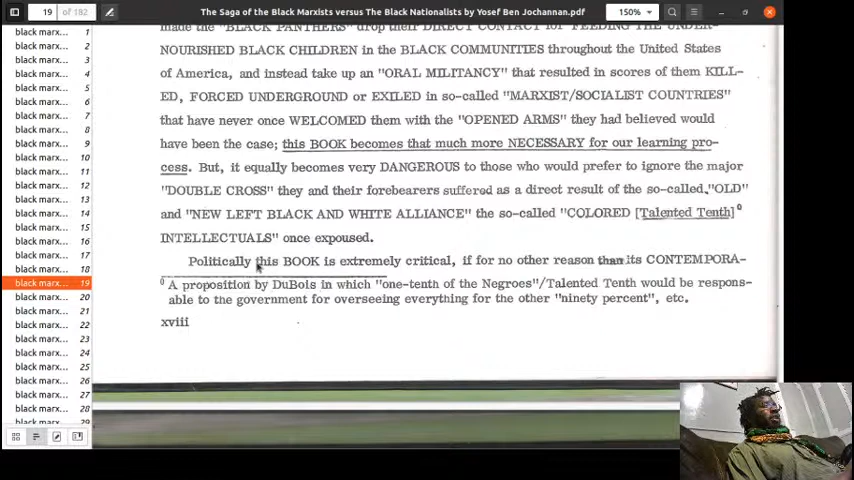 19 of 182
The Saga of the Black Marxists versus The Black Nationalists by Yosef Ben Jochannan.pdf
150%
black marx... 1
black marx... 2
black marx... 3
black marx... 4
black marx... 5
black marx... 6
black marx... 7
black marx... 8
black marx... 9
black marx... 10
black marx... 11
black marx... 12
black marx... 13
black marx... 14
black marx... 15
black marx... 16
black marx... 17
black marx... 18
black marx... 19
black marx... 20
black marx... 21
black marx... 22
black marx... 23
black marx... 24
black marx... 25
black marx... 26
black marx... 27
black marx... 28
black marx... 29
made the "BLACK PANTHERS" drop their DIRECT CONTACT for "FEEDING THE UNDER-
NOURISHED BLACK CHILDREN in the BLACK COMMUNITIES throughout the United States
of America, and instead take up an "ORAL MILITANCY" that resulted in scores of them KILL-
ED, FORCED UNDERGROUND or EXILED in so-called "MARXIST/SOCIALIST COUNTRIES"
that have never once WELCOMED them with the "OPENED ARMS" they had believed would
have been the case; this BOOK becomes that much more NECESSARY for our learning pro-
cess. But, it equally becomes very DANGEROUS to those who would prefer to ignore the major
"DOUBLE CROSS" they and their forebearers suffered as a direct result of the so-called, "OLD"
and "NEW LEFT BLACK AND WHITE ALLIANCE" the so-called "COLORED [Talented Tenth]0
INTELLECTUALS" once expoused.
Politically this BOOK is extremely critical, if for no other reason than its CONTEMPORA-
0 A proposition by DuBois in which "one-tenth of the Negroes"/Talented Tenth would be respons-
able to the government for overseeing everything for the other "ninety percent", etc.
xviii